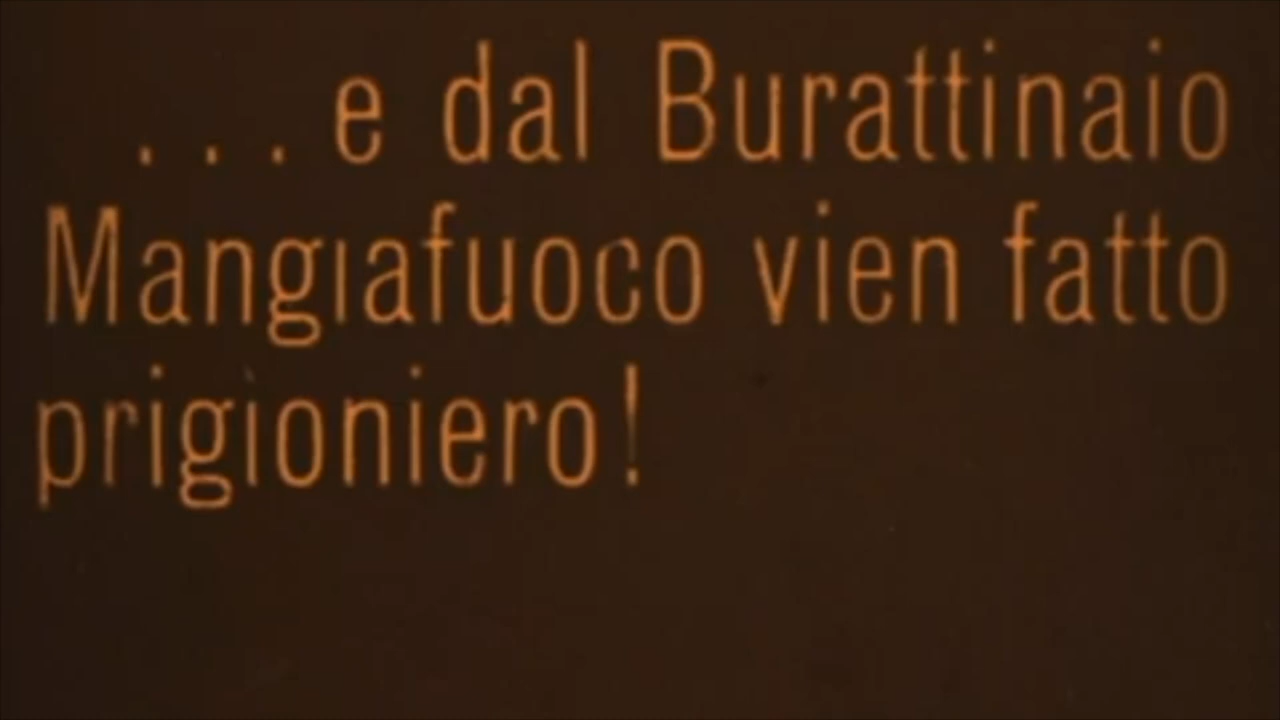 . . . e dal Burattinaio
Mangiafuoco vien fatto
prigioniero!